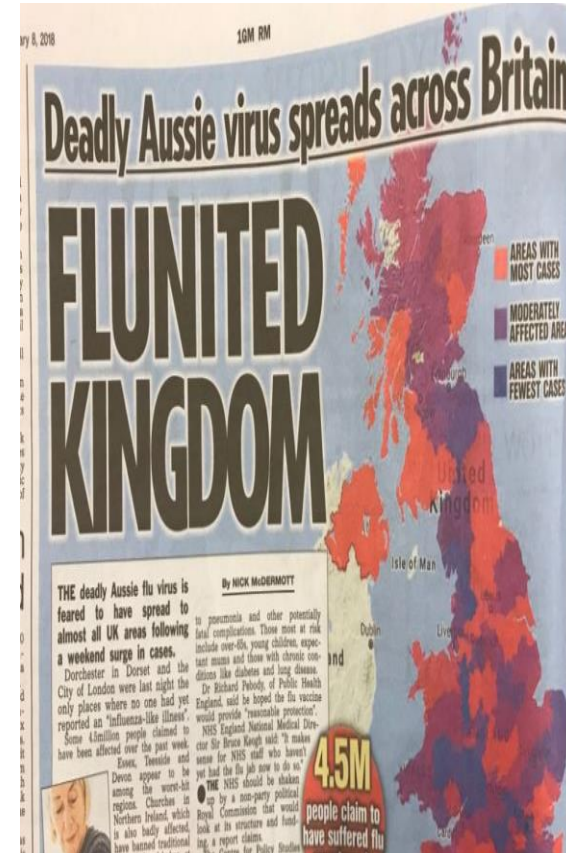 ry 8, 2018
1GM RM
Deadly Aussie virus spreads across Britain
FLUNITED
KINGDOM
AREAS WITH
MOST CASES
MODERATELY
AFFECTED ARE
AREAS WITH
FEWEST CASES
United
Kingdom
Isle of Man
Dublin
Live
THE deadly Aussie flu virus is
feared to have spread to
almost all UK areas following
a weekend surge in cases.
Dorchester in Dorset and the
City of London were last night the
only places where no one had yet
reported an "influenza-like illness".
Some 4.5million people claimed to
have been affected over the past week.
Essex, Teesside and
Devon appear to be
among the worst-hit
regions. Churches in
Northern Ireland, which
is also badly affected,
have banned traditional
By NICK McDERMOTT
to pneumonia and other potentially
fatal complications. Those most at risk
include over-65s, young children, expec-
tant mums and those with chronic con-
ditions like diabetes and lung disease.
Dr Richard Pebody, of Public Health
England, said he hoped the flu vaccine
would provide "reasonable protection".
NHS England National Medical Dire-
ctor Sir Bruce Keogh said: "It makes
sense for NHS staff who haven't
yet had the flu jab now to do so."
THE NHS should be shaken
up by a non-party political
Royal Commission that would
look at its structure and fund-
ing, a report claims.
Centre for Policy Studies
4.5M
people claim to
have suffered flu